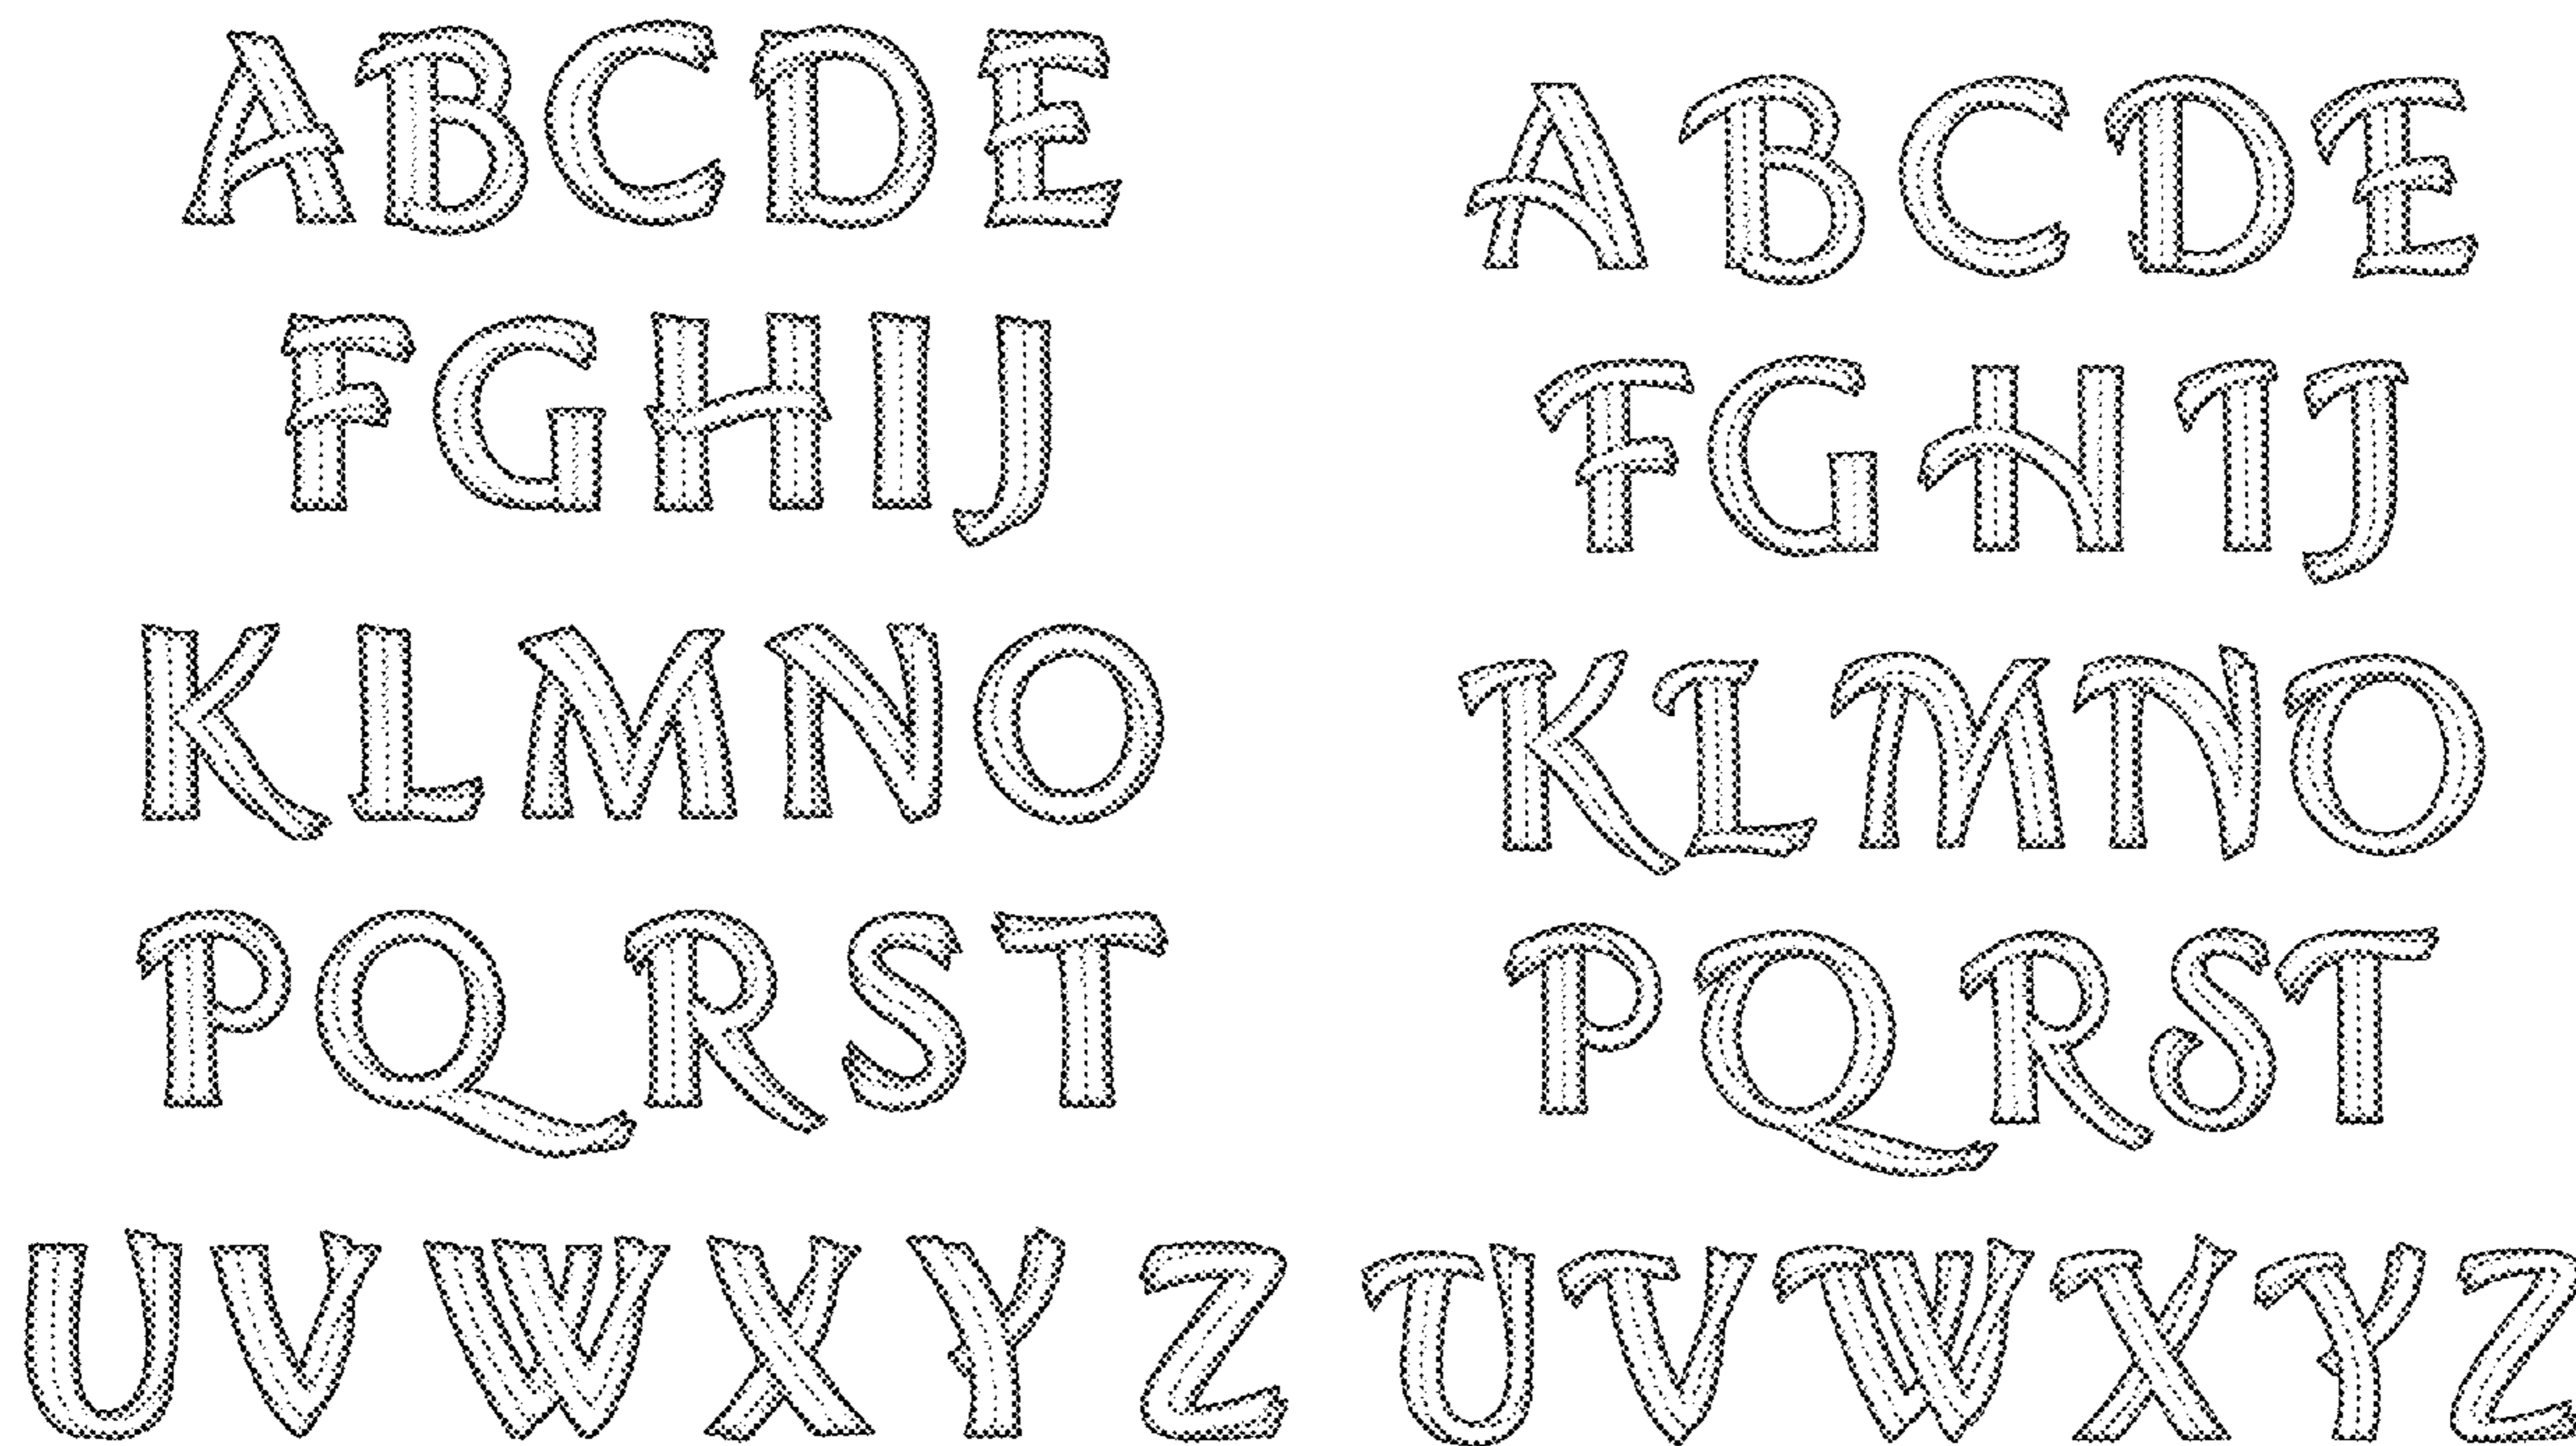 ABCDE
FGHIJ
KLMNO
PQRST
UVWXYZ
ABCDE
FGHIJ
KLMNO
PQRST
UVWXYZ